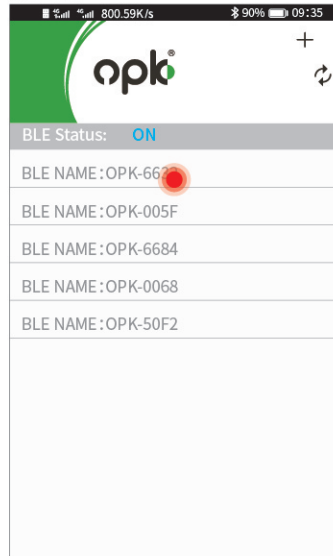 800.59K/s 90% 09:35
opk
BLE Status: ON
BLE NAME:OPK-66
BLE NAME:OPK-005F
BLE NAME:OPK-6684
BLE NAME:OPK-0068
BLE NAME:OPK-50F2